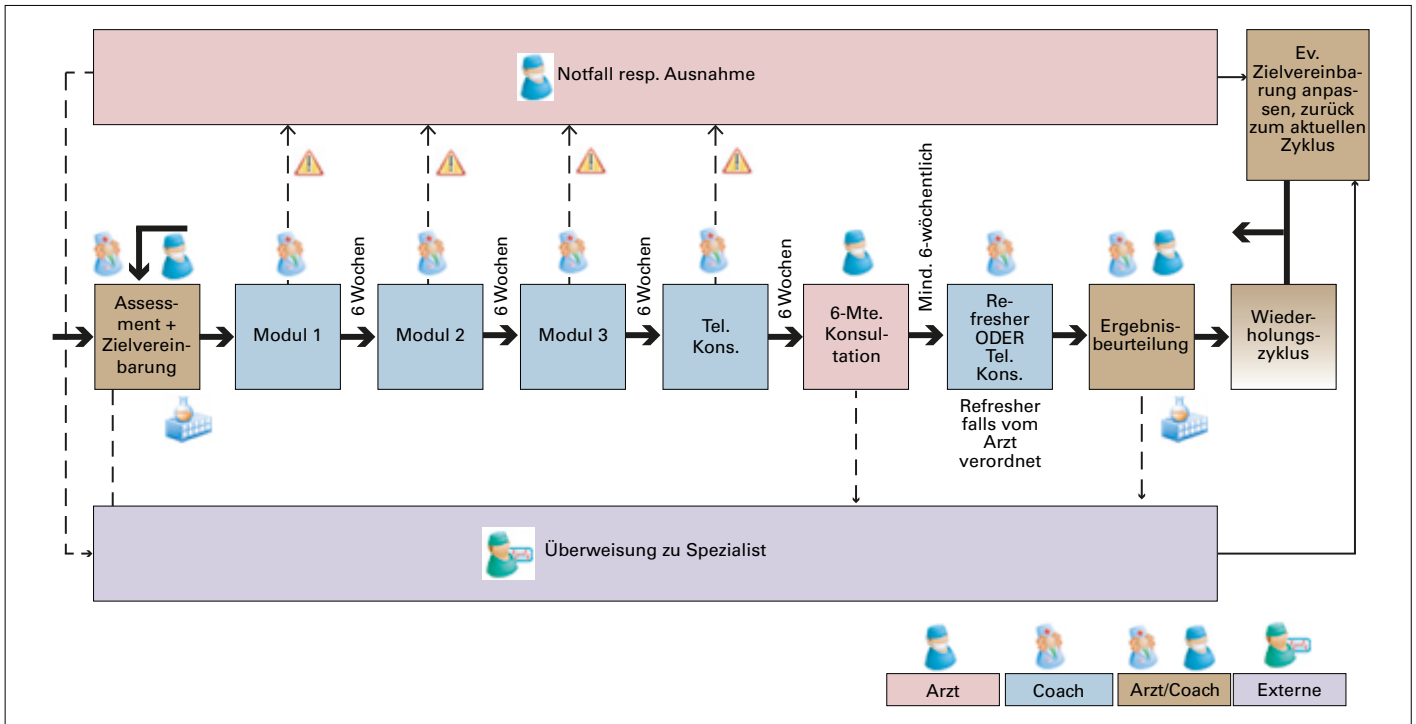 Notfall resp. Ausnahme
Ev.
Zielvereinba-
rung anpas-
sen, zurück
zum aktuellen
Zyklus
Assess-
ment +
Zielverein-
barung
Modul 1
6 Wochen
Modul 2
6 Wochen
Modul 3
6 Wochen
Tel.
Kons.
6 Wochen
6-Mte.
Konsul-
tation
Mind. 6-wöchentlich
Re-
fresher
ODER
Tel.
Kons.
Refresher
falls vom
Arzt
verordnet
Ergebnis-
beurteilung
Wieder-
holungs-
zyklus
Überweisung zu Spezialist
Arzt
Coach
Arzt/Coach
Externe